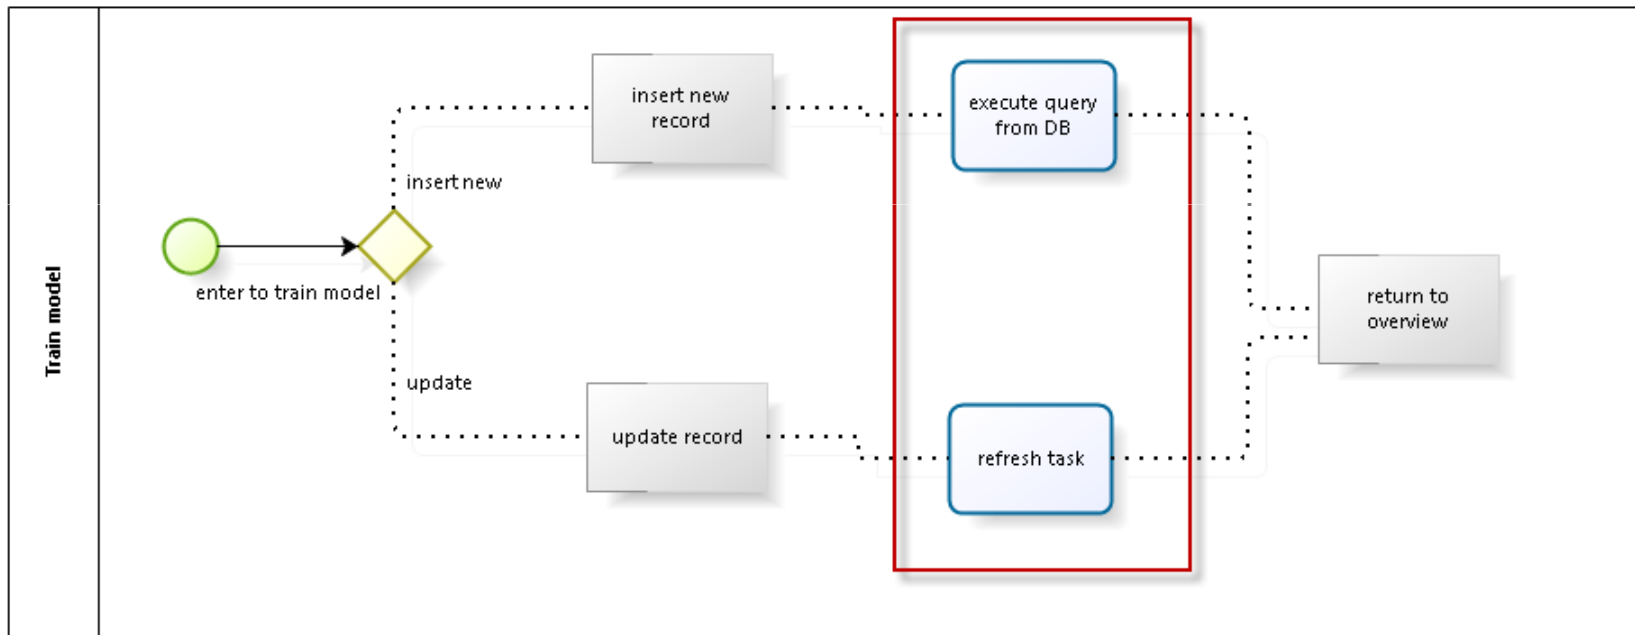 Train model
enter to train model
insert new
insert new
record
execute query
from DB
update
update record
refresh task
return to
overview